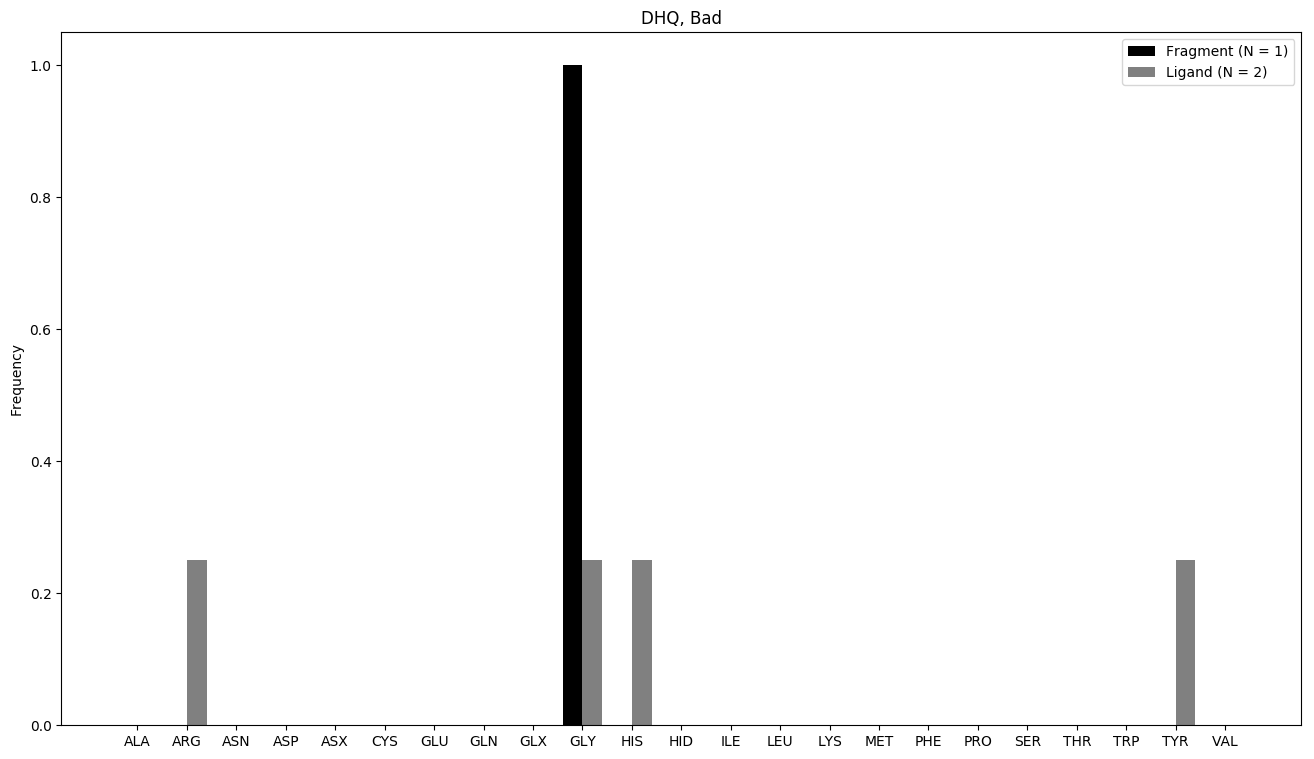 DHQ, Bad
Fragment (N = 1)
Ligand (N = 2)
Frequency
1.0
0.8
0.6
0.4
0.2
0.0
ALA ARG ASN ASP ASX CYS GLU GLN GLX GLY HIS HID ILE LEU LYS MET PHE PRO SER THR TRP TYR VAL